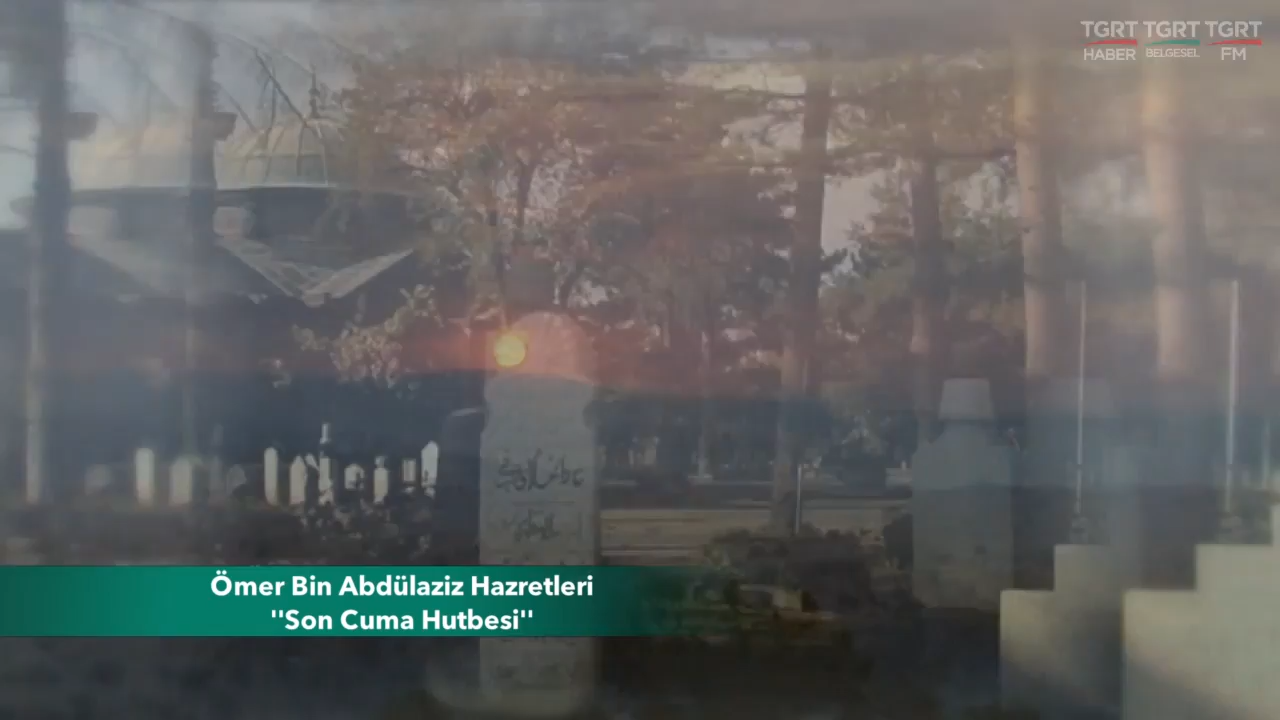 TGRT TGRT TGRT
HABER BELGESEL FM
Ömer Bin Abdülaziz Hazretleri
''Son Cuma Hutbesi''